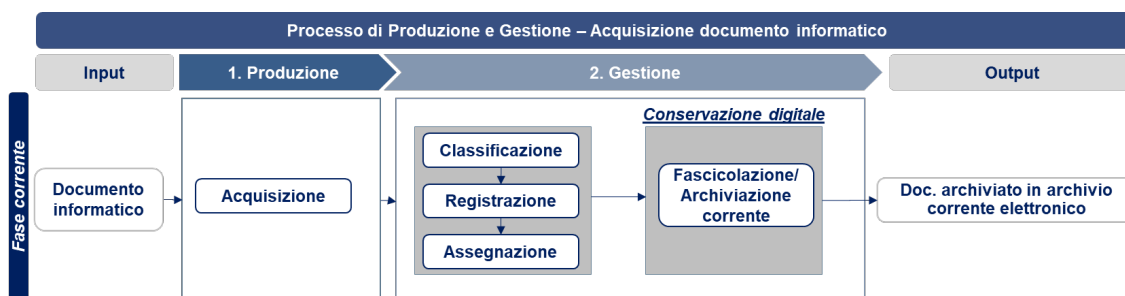 Processo di Produzione e Gestione – Acquisizione documento informatico
Input
1. Produzione
2. Gestione
Output
Fase corrente
Documento
informatico
Acquisizione
Classificazione
Registrazione
Assegnazione
Conservazione digitale
Fascicolazione/
Archiviazione
corrente
Doc. archiviato in archivio
corrente elettronico